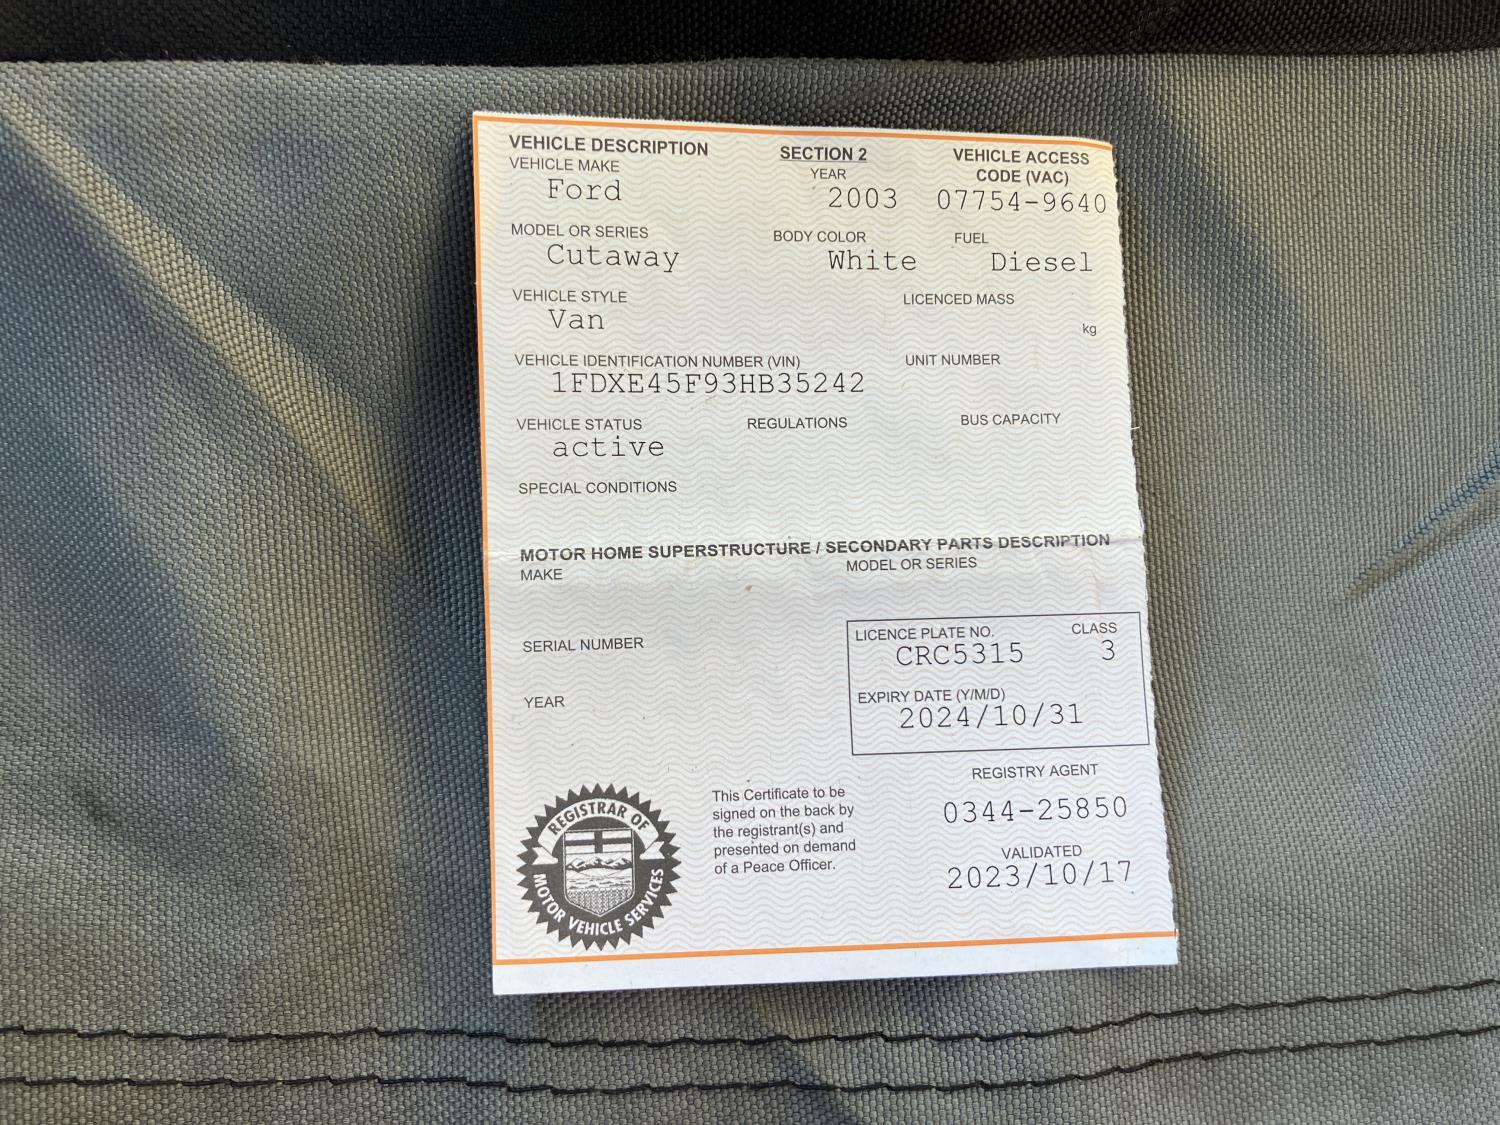 VEHICLE DESCRIPTION SECTION 2 VEHICLE ACCESS
VEHICLE MAKE YEAR CODE (VAC)
Ford 2003 07754-9640
MODEL OR SERIES BODY COLOR FUEL
Cutaway White Diesel
VEHICLE STYLE LICENCED MASS
Van kg
VEHICLE IDENTIFICATION NUMBER (VIN) UNIT NUMBER
1FDXE45F93HB35242
VEHICLE STATUS REGULATIONS BUS CAPACITY
active
SPECIAL CONDITIONS
MOTOR HOME SUPERSTRUCTURE / SECONDARY PARTS DESCRIPTION
MAKE MODEL OR SERIES
SERIAL NUMBER
YEAR
LICENCE PLATE NO. CLASS
CRC5315 3
EXPIRY DATE (Y/M/D)
2024/10/31
REGISTRAR OF
MOTOR VEHICLE SERVICES
This Certificate to be
signed on the back by
the registrant(s) and
presented on demand
of a Peace Officer.
REGISTRY AGENT
0344-25850
VALIDATED
2023/10/17